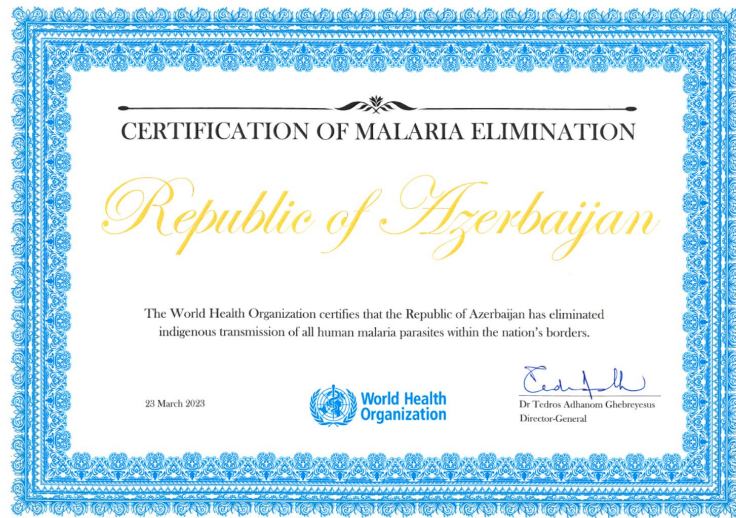 CERTIFICATION OF MALARIA ELIMINATION
Republic of Azerbaijan
The World Health Organization certifies that the Republic of Azerbaijan has eliminated
indigenous transmission of all human malaria parasites within the nation's borders.
23 March 2023
World Health
Organization
Dr Tedros Adhanom Ghebreyesus
Director-General